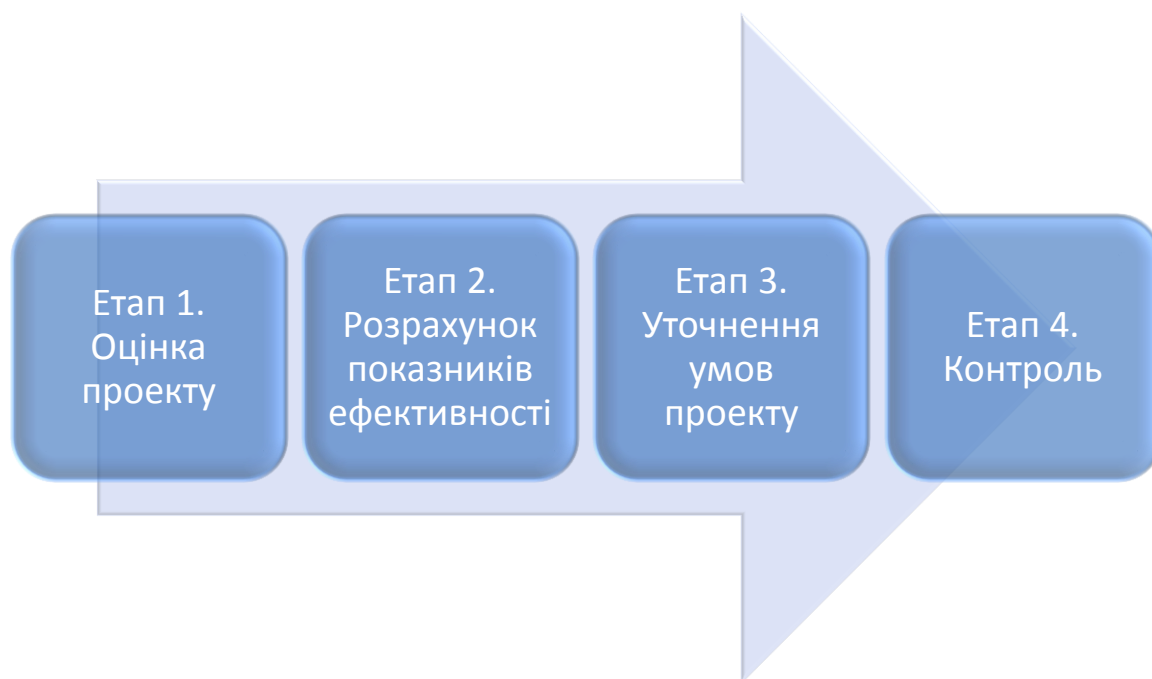 Етап 1.
Оцінка
проекту
Етап 2.
Розрахунок
показників
ефективності
Етап 3.
Уточнення
умов
проекту
Етап 4.
Контроль